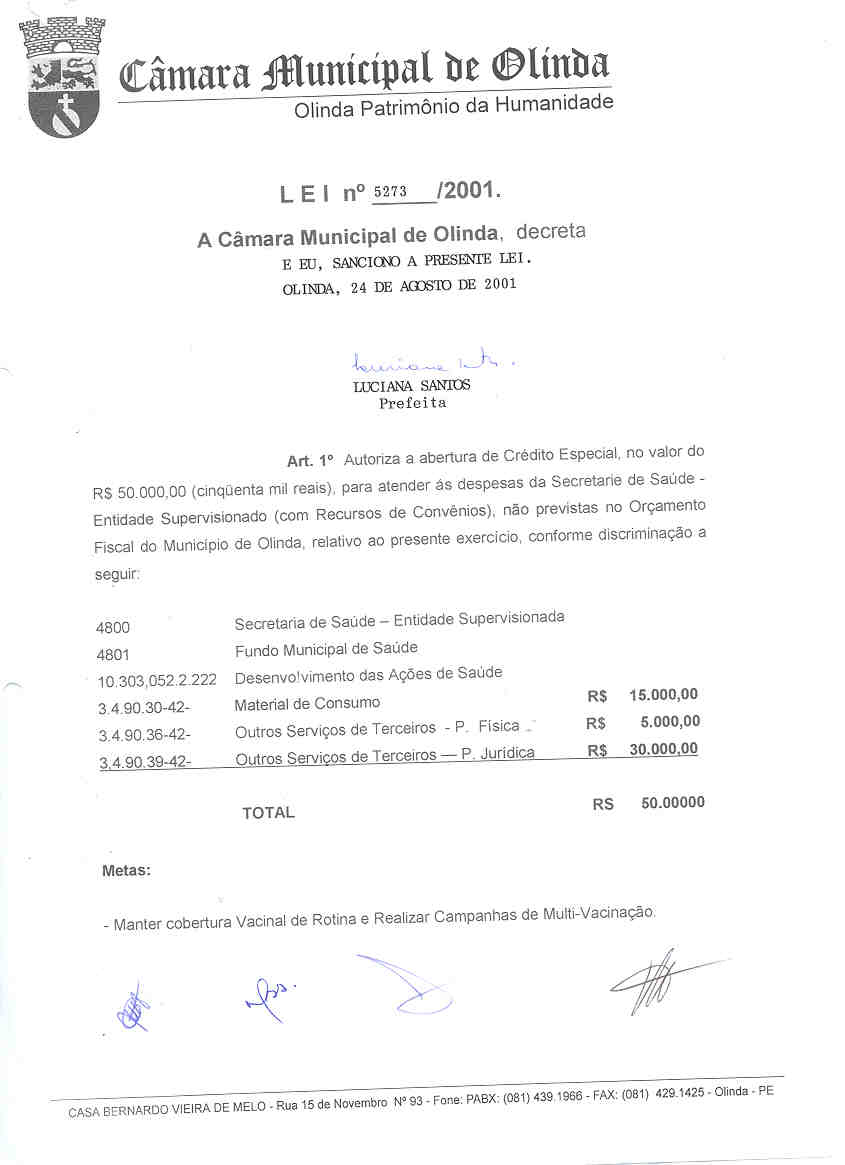 Câmara Municipal de Olinda
Olinda Patrimônio da Humanidade
L E I nº 5273 /2001.
A Câmara Municipal de Olinda, decreta
E EU, SANCIONO A PRESENTE LEI.
OLINDA, 24 DE AGOSTO DE 2001
LUCIANA SANTOS
Prefeita
Art. 1º Autoriza a abertura de Crédito Especial, no valor do
R$ 50.000,00 (cinqüenta mil reais), para atender ás despesas da Secretarie de Saúde -
Entidade Supervisionado (com Recursos de Convênios), não previstas no Orçamento
Fiscal do Município de Olinda, relativo ao presente exercício, conforme discriminação a
seguir:
4800 Secretaria de Saúde – Entidade Supervisionada
4801 Fundo Municipal de Saúde
10.303,052.2.222 Desenvo!vimento das Ações de Saúde
3.4.90.30-42- Material de Consumo R$ 15.000,00
3.4.90.36-42- Outros Serviços de Terceiros - P. Física R$ 5.000,00
3,4.90.39-42- Outros Serviços de Terceiros — P. Jurídica R$ 30.000,00
TOTAL RS 50.00000
Metas:
- Manter cobertura Vacinal de Rotina e Realizar Campanhas de Multi-Vacinação.
CASA BERNARDO VIEIRA DE MELO - Rua 15 de Novembro Nº 93 - Fone: PABX: (081) 439.1966 - FAX: (081) 429.1425 - Olinda - PE